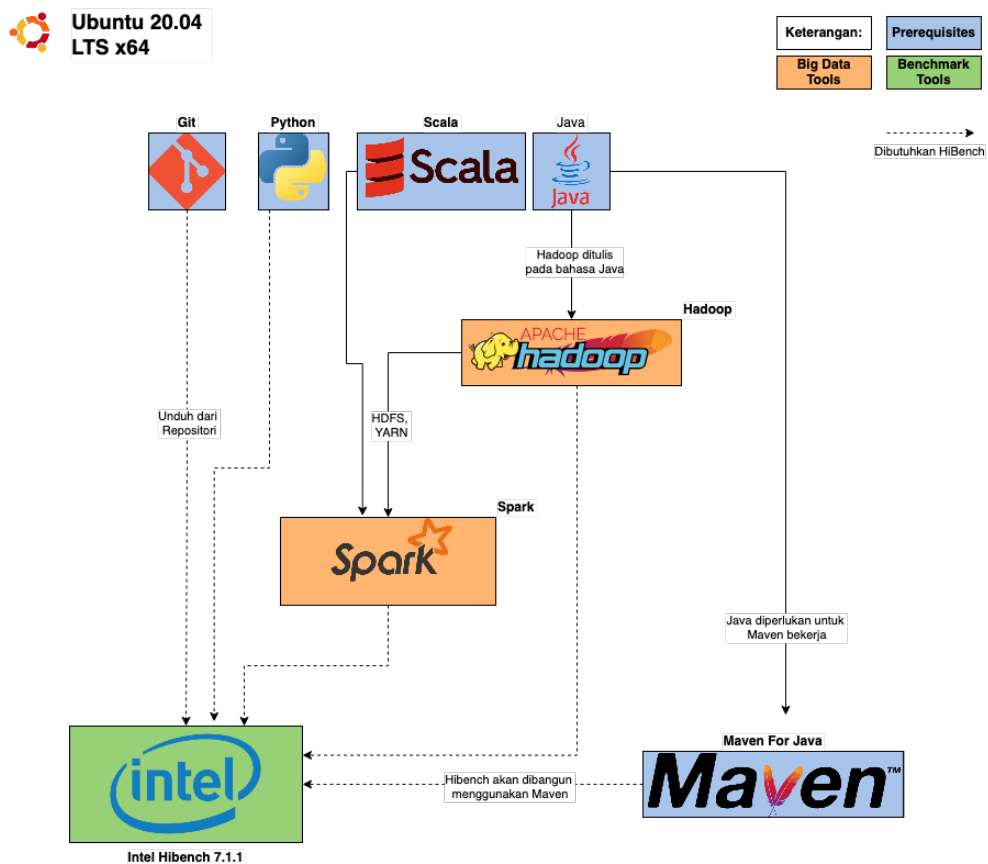 Ubuntu 20.04
LTS x64
Keterangan:
Prerequisites
Big Data
Tools
Benchmark
Tools
Dibutuhkan HiBench
Git
Python
Scala
Java
Scala
Java
Hadoop ditulis
pada bahasa Java
Hadoop
APACHE
hadoop
HDFS,
YARN
Unduh dari
Repositori
Spark
Spark
Java diperlukan untuk
Maven bekerja
intel
Maven For Java
Maven™
Hibench akan dibangun
menggunakan Maven
Intel Hibench 7.1.1